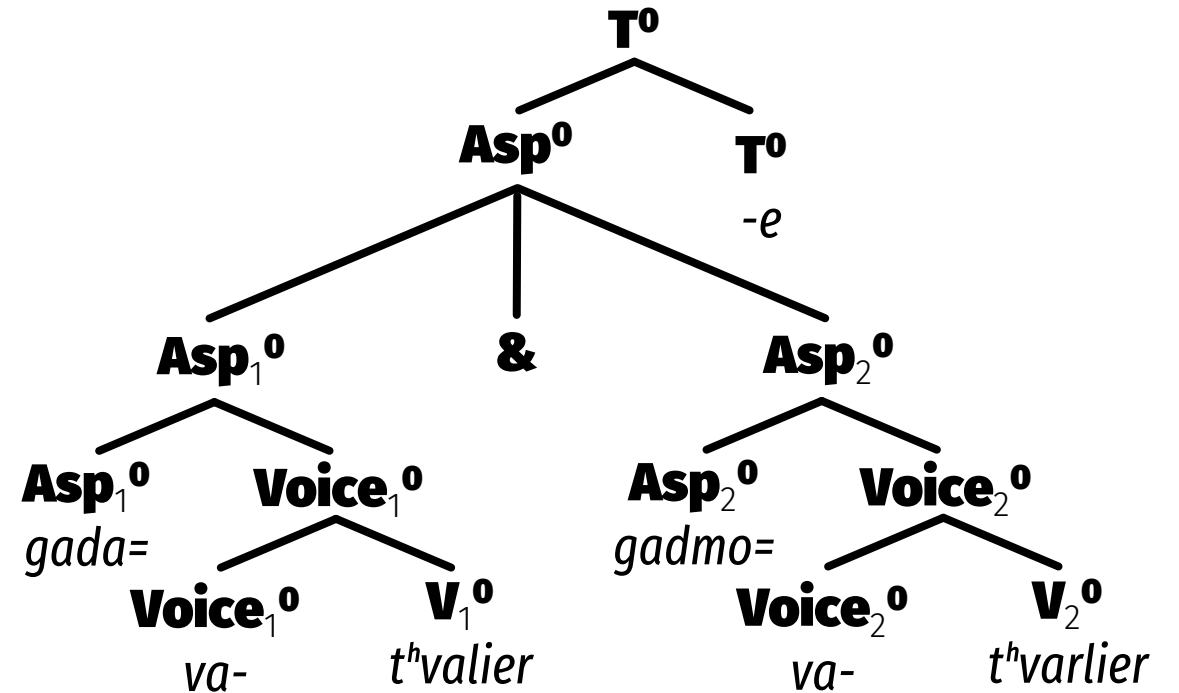 T⁰
Asp⁰ T⁰
-e
Asp₁⁰ & Asp₂⁰
Asp₁⁰ Voice₁⁰ Asp₂⁰ Voice₂⁰
gada= gadmo=
Voice₁⁰ V₁⁰ Voice₂⁰ V₂⁰
va- tʰvalier va- tʰvarlier